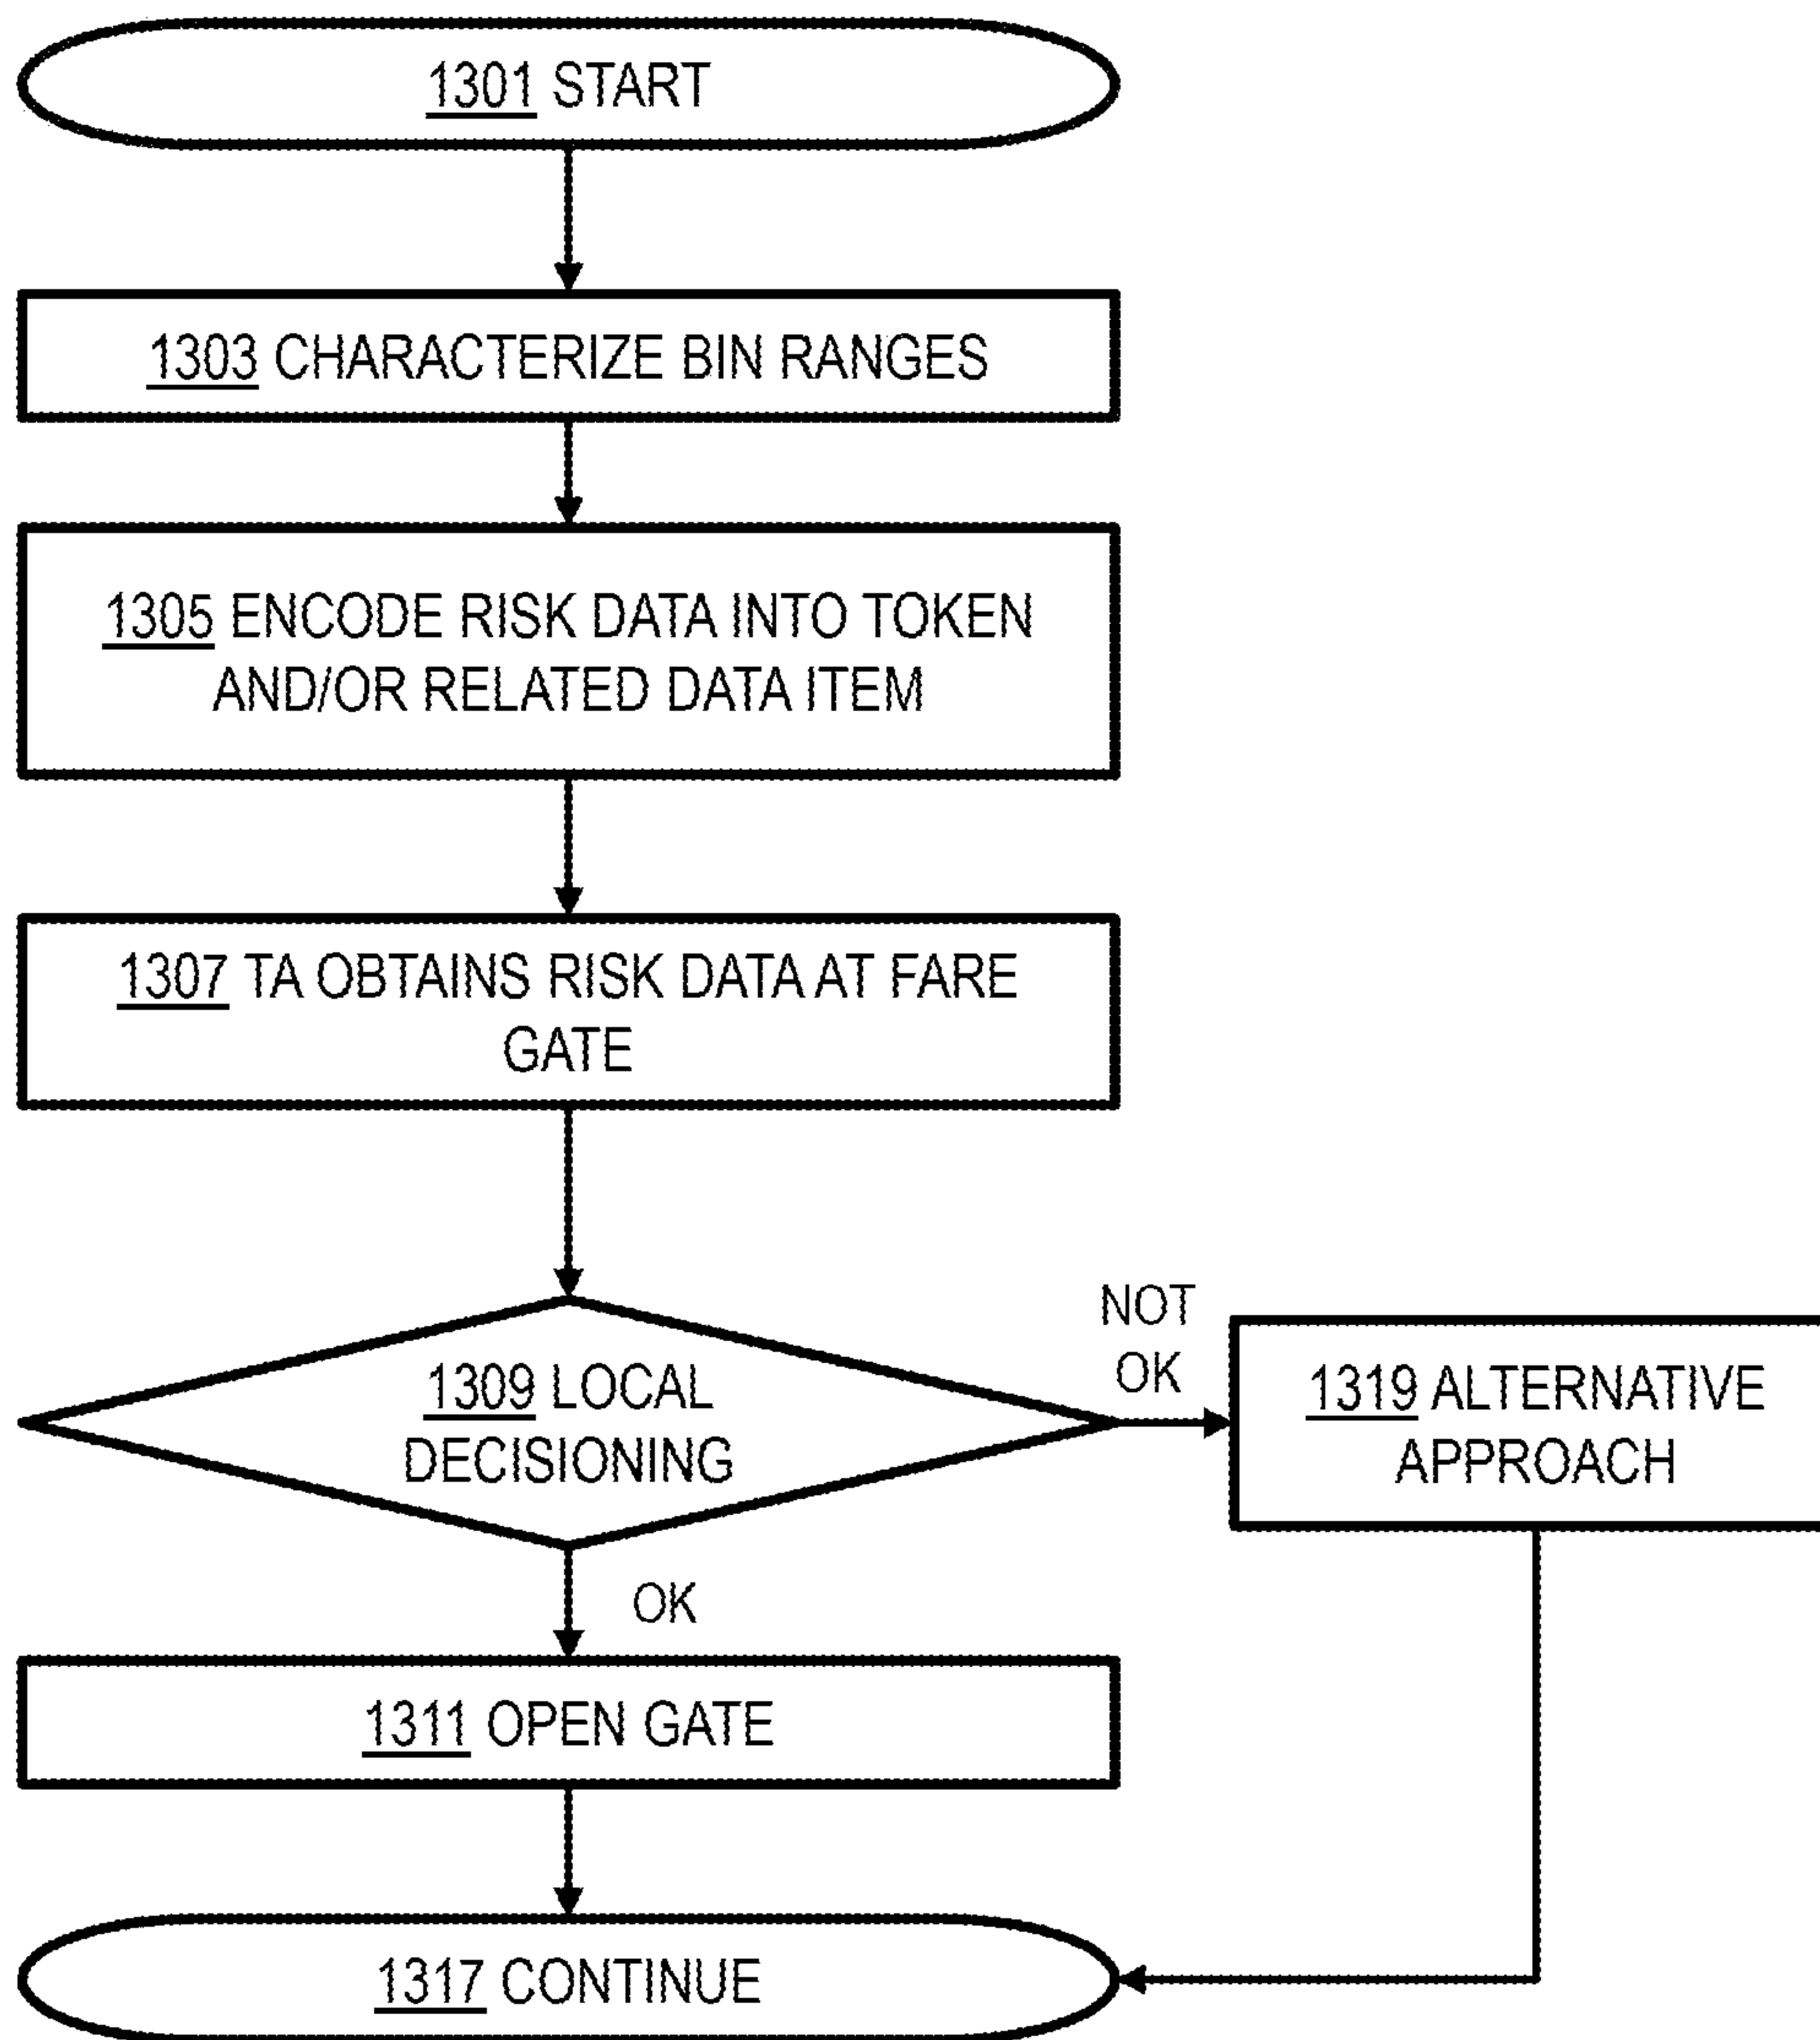 1301 START
1303 CHARACTERIZE BIN RANGES
1305 ENCODE RISK DATA INTO TOKEN
AND/OR RELATED DATA ITEM
1307 TA OBTAINS RISK DATA AT FARE
GATE
1309 LOCAL
DECISIONING
NOT
OK
1319 ALTERNATIVE
APPROACH
OK
1311 OPEN GATE
1317 CONTINUE